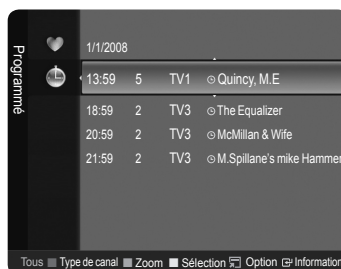 Programmé
1/1/2008
13:59 5 TV1 Quincy, M.E
18:59 2 TV3 The Equalizer
20:59 2 TV3 McMillan & Wife
21:59 2 TV3 M.Spillane's mike Hammer
Tous Type de canal Zoom Sélection Option Information